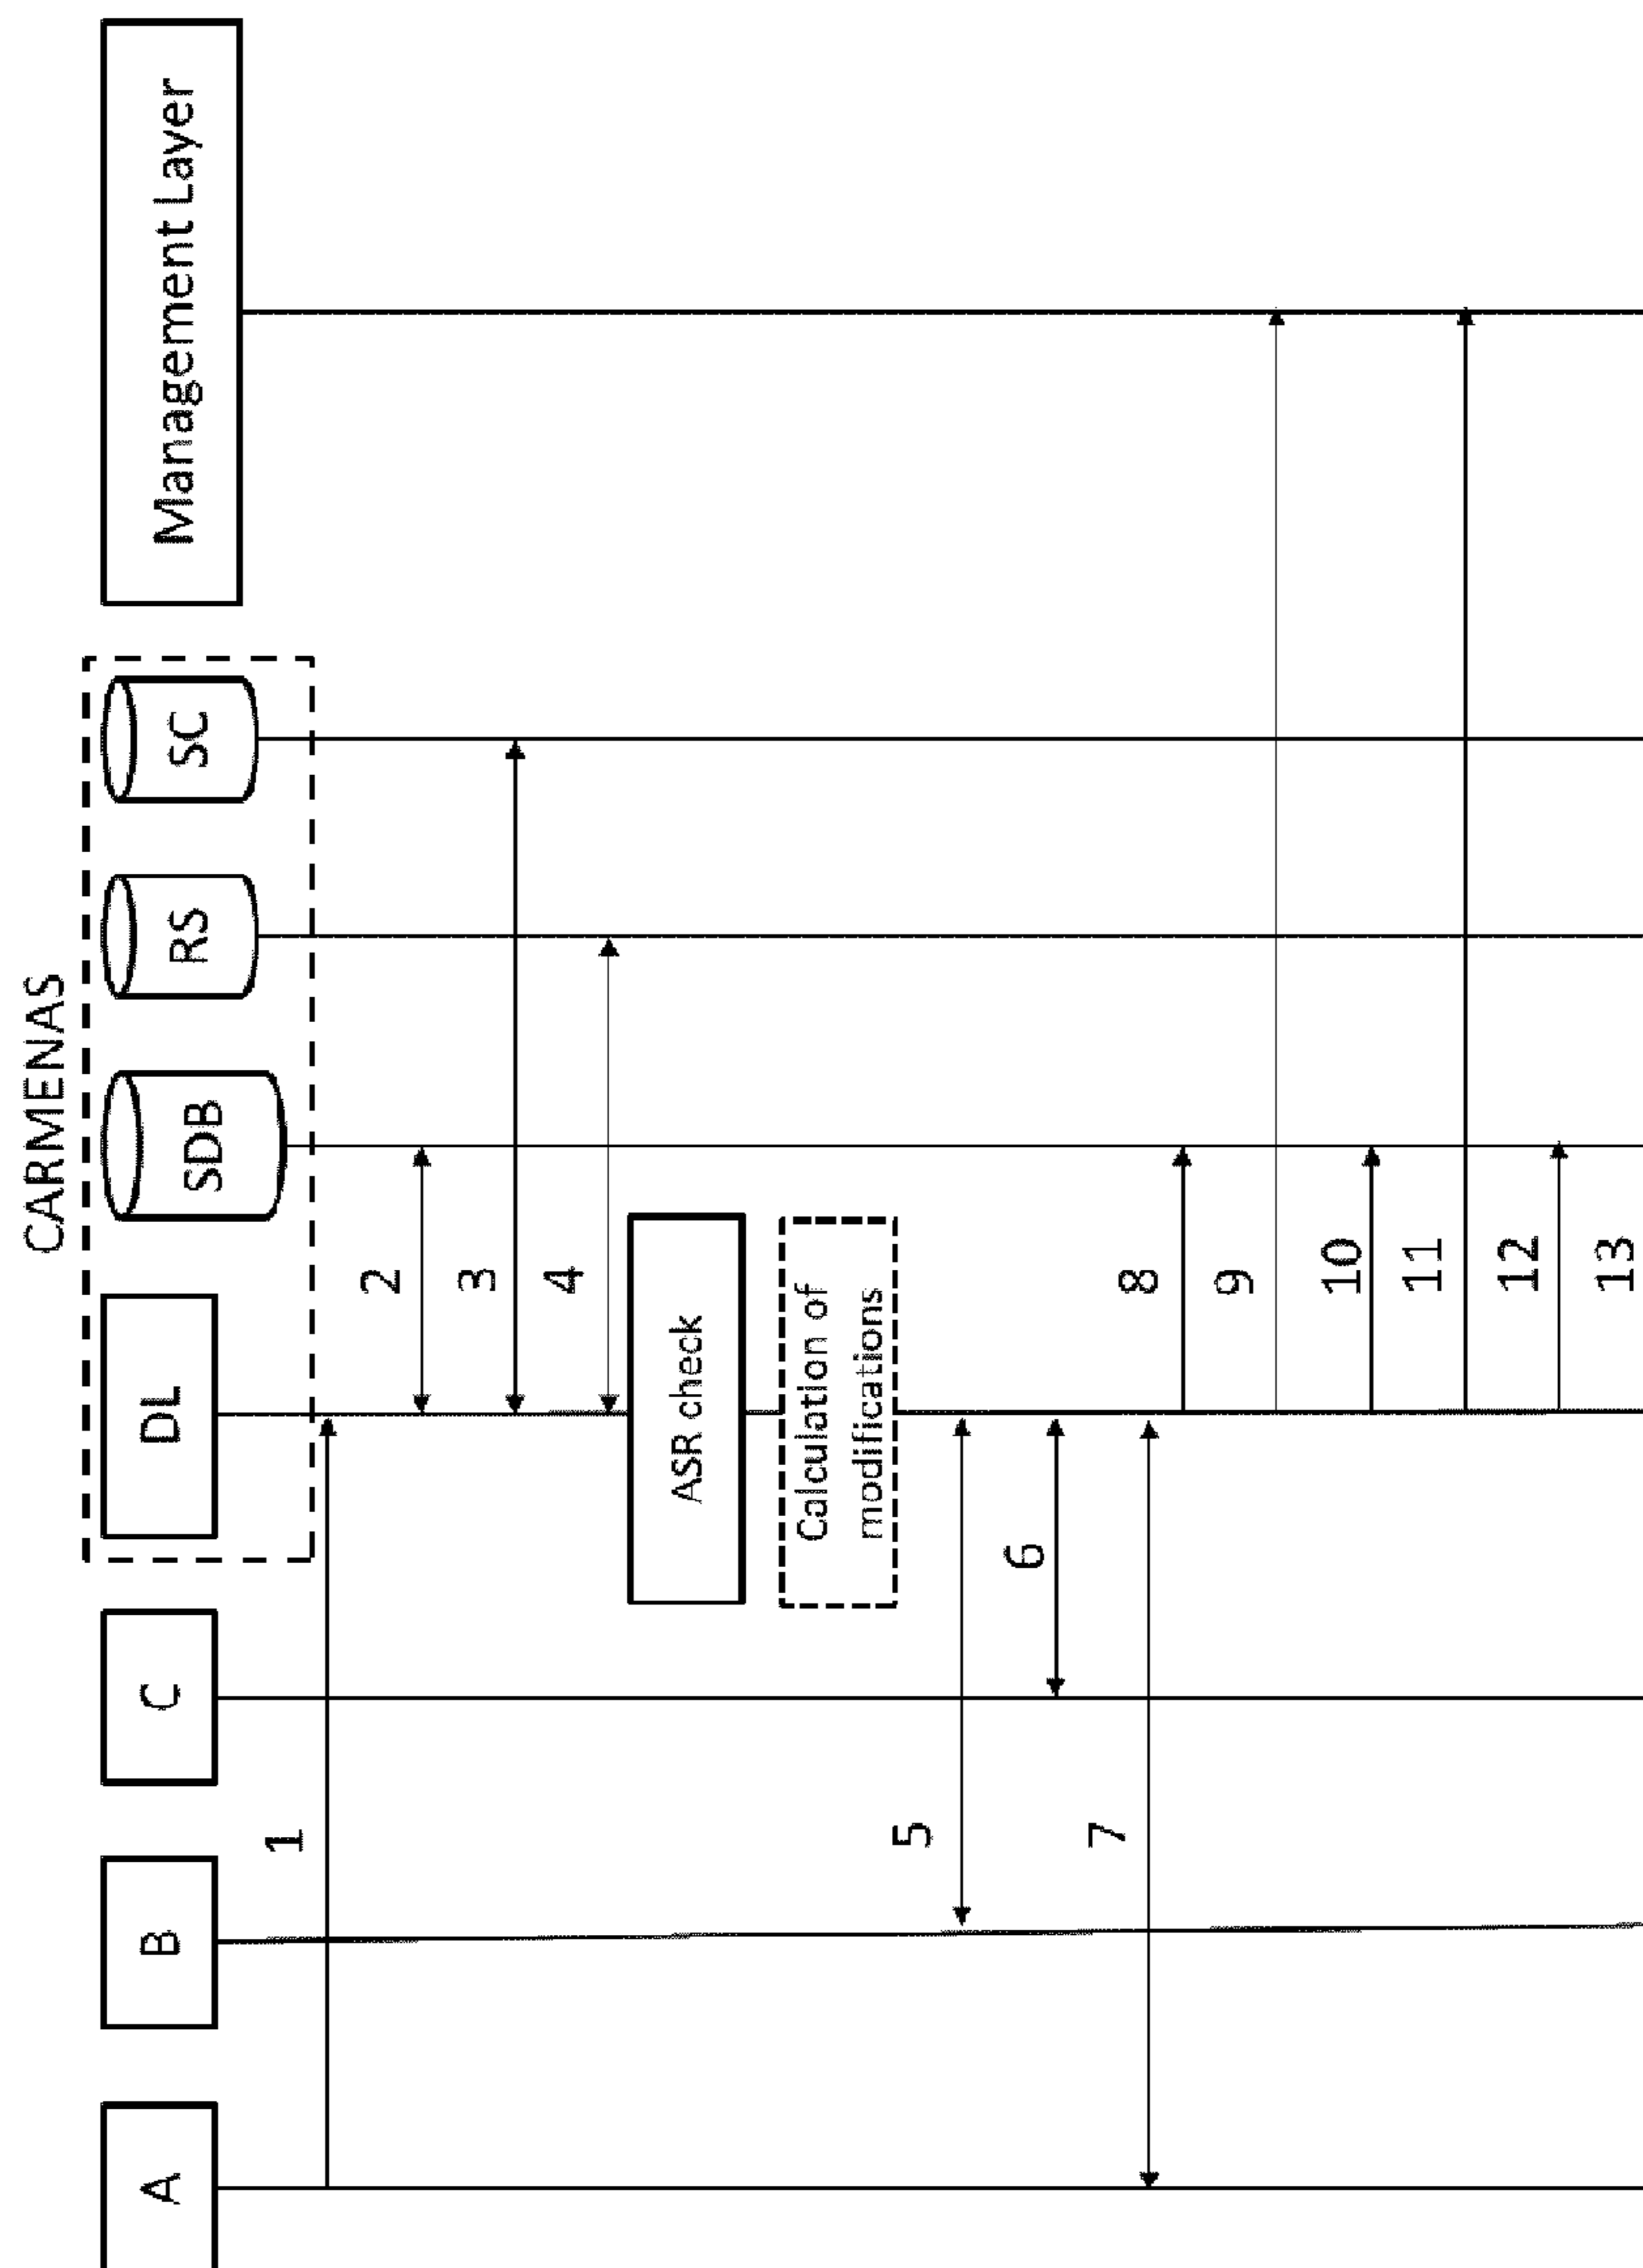 CARMENAS
A
B
C
DL
SDB
RS
SC
Management Layer
1
2
3
4
ASR check
Calculation of
modifications
5
6
7
8
9
10
11
12
13